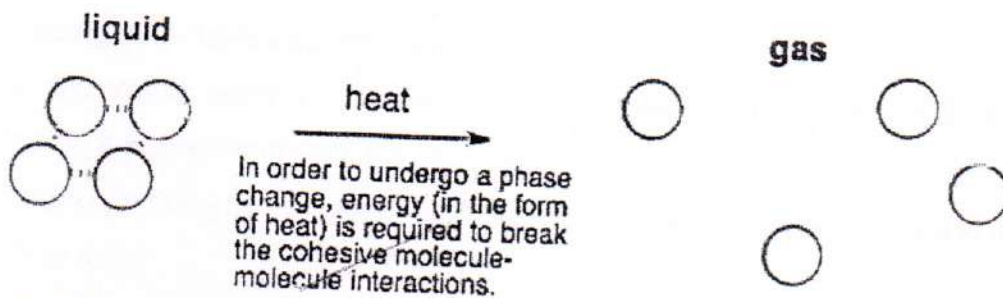 liquid
gas
heat
In order to undergo a phase
change, energy (in the form
of heat) is required to break
the cohesive molecule-
molecule interactions.